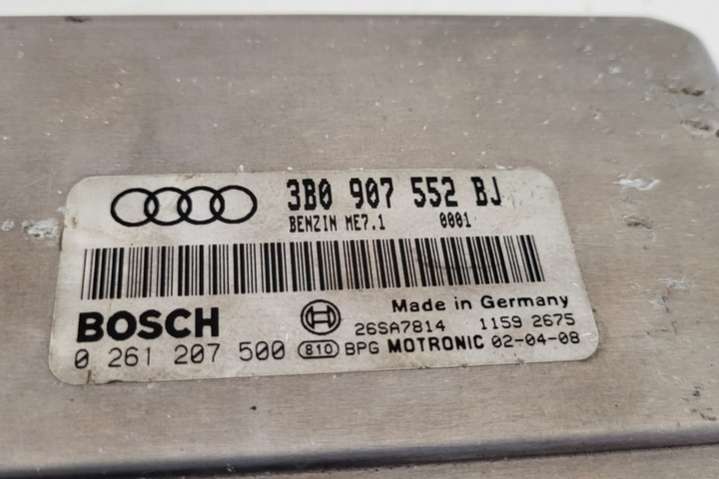 3B0 907 552 BJ
BENZIN ME7.1 0001
BOSCH Made in Germany
26SA7814 1159 2675
0 261 207 500 810 BPG MOTRONIC 02-04-08